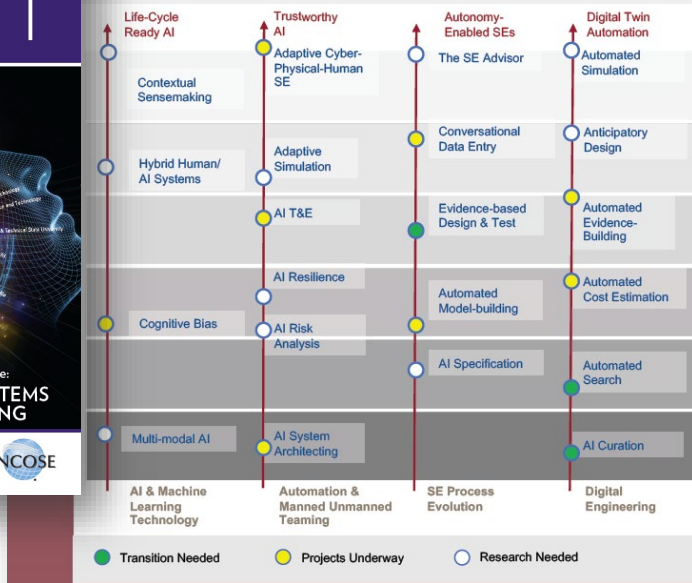 Life-Cycle
Ready AI
Trustworthy
AI
Autonomy-
Enabled SEs
Digital Twin
Automation
Contextual
Sensemaking
Adaptive Cyber-
Physical-Human
SE
The SE Advisor
Automated
Simulation
Hybrid Human/
AI Systems
Adaptive
Simulation
Conversational
Data Entry
Anticipatory
Design
AI T&E
Evidence-based
Design & Test
Automated
Evidence-
Building
Cognitive Bias
AI Resilience
AI Risk
Analysis
Automated
Model-building
Automated
Cost Estimation
AI Specification
Automated
Search
Multi-modal AI
AI System
Architecting
AI Curation
AI & Machine
Learning
Technology
Automation &
Manned Unmanned
Teaming
SE Process
Evolution
Digital
Engineering
Transition Needed
Projects Underway
Research Needed
e:
TEMS
NG
NCOSE